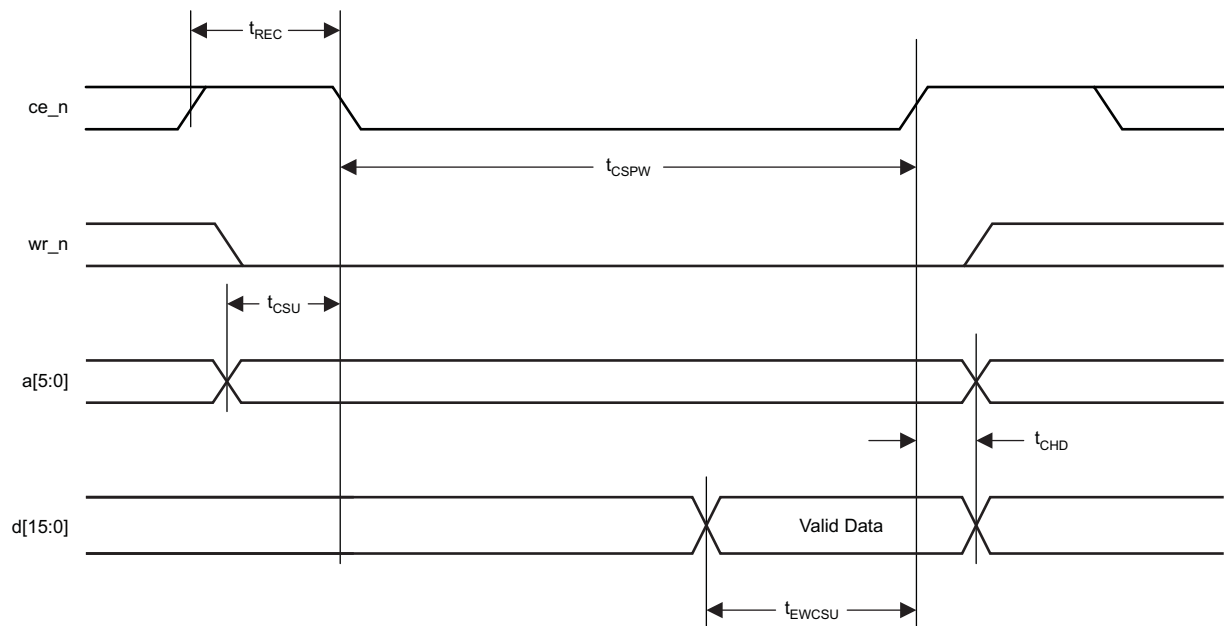 tREC
ce_n
tCSPW
wr_n
tCSU
a[5:0]
tCHD
d[15:0]
Valid Data
tEWCSU